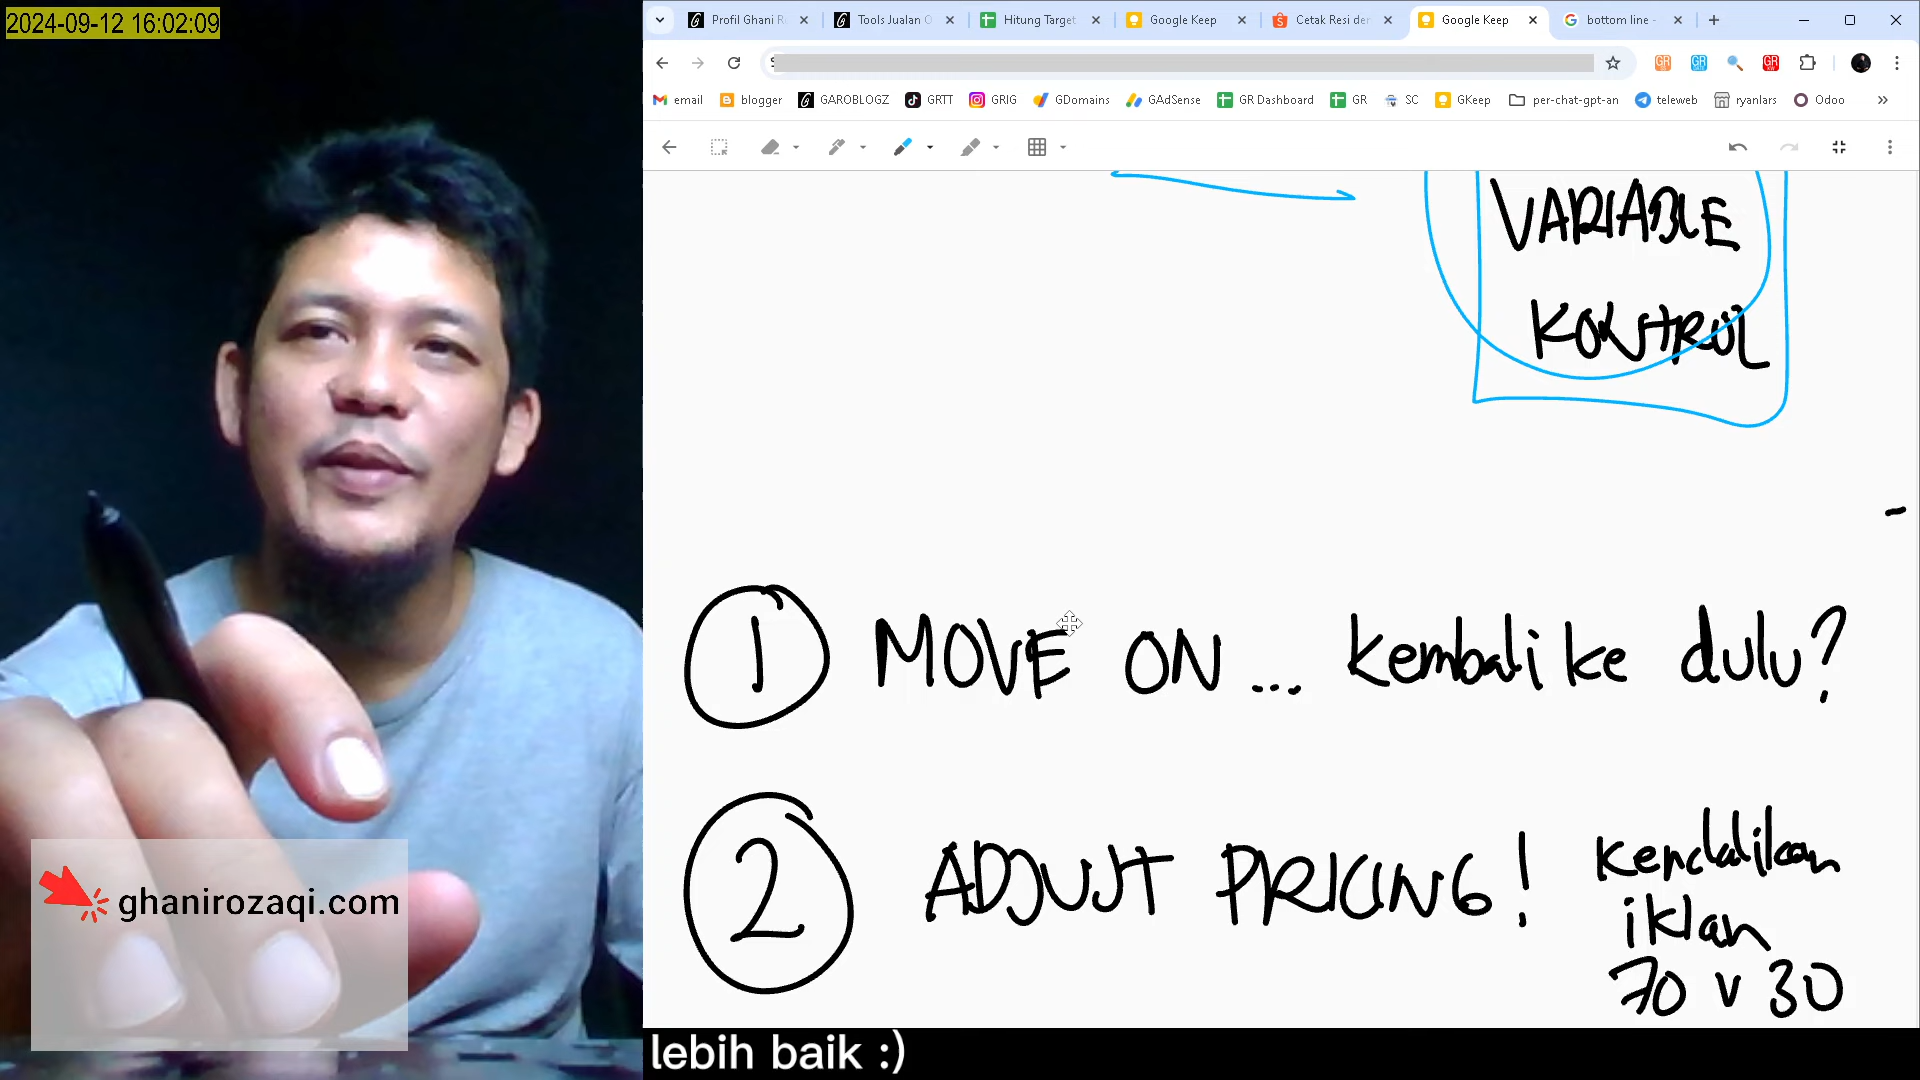 2024-09-12 16:02:09
Profil Ghani R
Tools Jualan O
Hitung Target
Google Keep
Cetak Resi der
Google Keep
bottom line -
email
blogger
GAROBLOGZ
GRTT
GRIG
GDomains
GAdSense
GR Dashboard
GR
SC
GKeep
per-chat-gpt-an
teleweb
ryanlars
Odoo
VARIABLE
KONTROL
1 MOVE ON... kembali ke dulu?
2 ADJUST PRICING!
kendalikan
iklan
70 v 30
ghanirozaqi.com
lebih baik :)